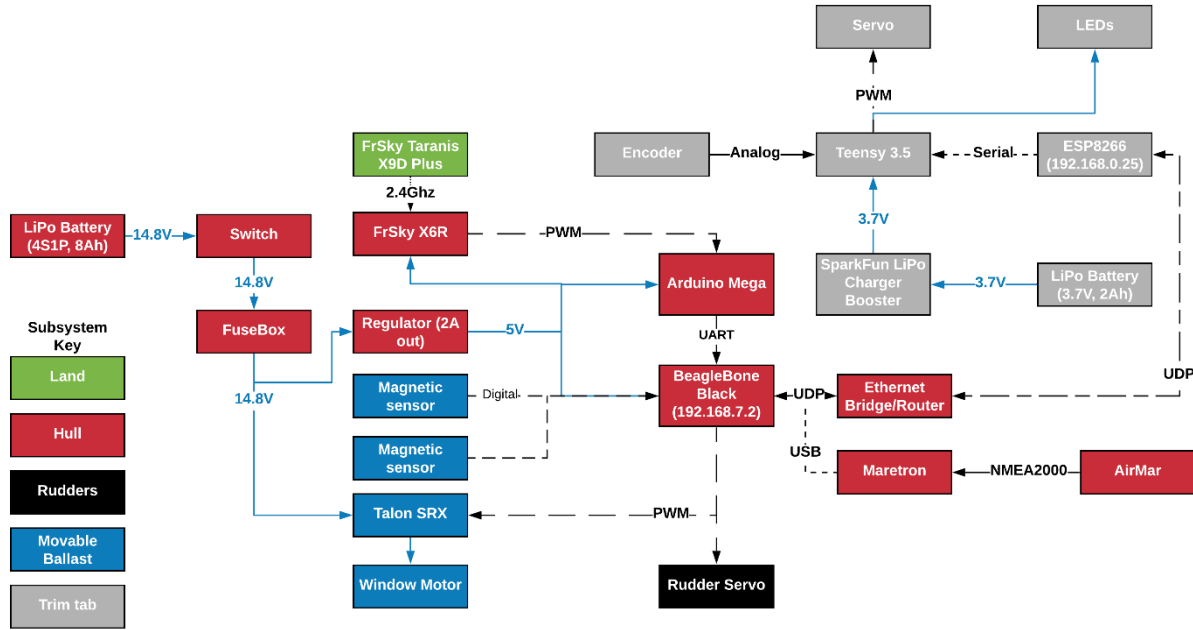 Servo
LEDs
PWM
FrSky Taranis
X9D Plus
Encoder
Analog
Teensy 3.5
Serial
ESP8266
(192.168.0.25)
2.4Ghz
LiPo Battery
(4S1P, 8Ah)
14.8V
Switch
FrSky X6R
PWM
3.7V
14.8V
Arduino Mega
SparkFun LiPo
Charger
Booster
3.7V
LiPo Battery
(3.7V, 2Ah)
Subsystem
Key
FuseBox
Regulator (2A
out)
5V
UART
Land
14.8V
Magnetic
sensor
Digital
BeagleBone
Black
(192.168.7.2)
UDP
Ethernet
Bridge/Router
UDP
Hull
Magnetic
sensor
USB
Maretron
NMEA2000
AirMar
Rudders
Talon SRX
PWM
Movable
Ballast
Window Motor
Rudder Servo
Trim tab